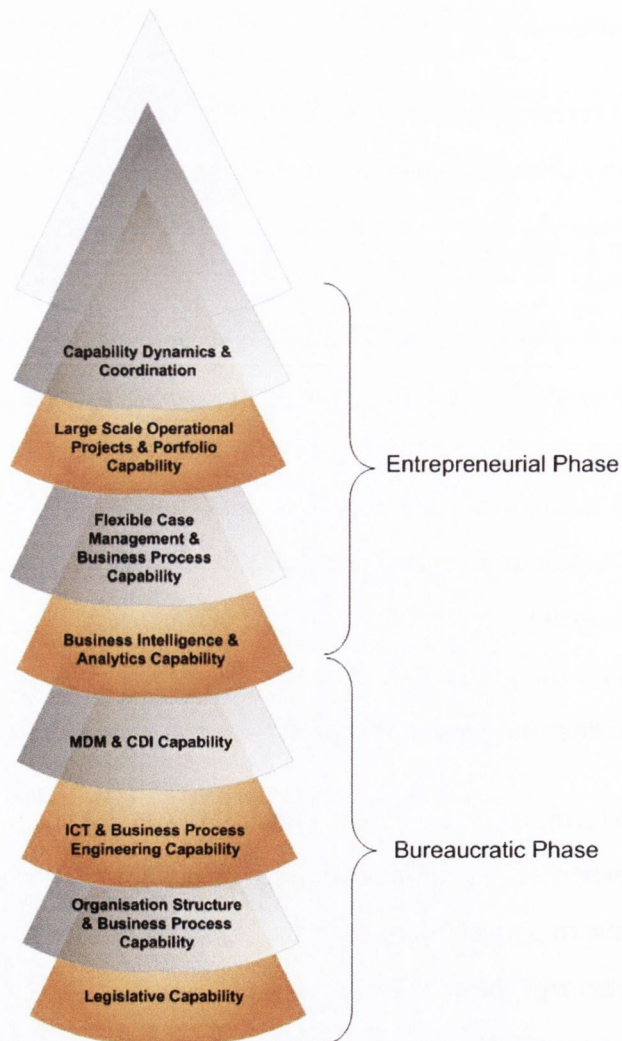 Capability Dynamics &
Coordination
Large Scale Operational
Projects & Portfolio
Capability
Entrepreneurial Phase
Flexible Case
Management &
Business Process
Capability
Business Intelligence &
Analytics Capability
MDM & CDI Capability
ICT & Business Process
Engineering Capability
Bureaucratic Phase
Organisation Structure
& Business Process
Capability
Legislative Capability